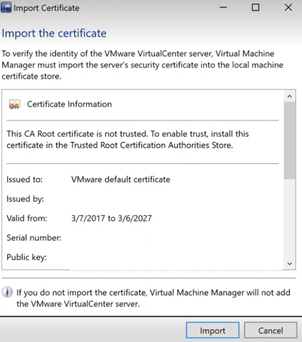 Import Certificate
Import the certificate
To verify the identity of the VMware VirtualCenter server, Virtual Machine
Manager must import the server's security certificate into the local machine
certificate store.
Certificate Information
This CA Root certificate is not trusted. To enable trust, install this
certificate in the Trusted Root Certification Authorities Store.
Issued to: VMware default certificate
Issued by:
Valid from: 3/7/2017 to 3/6/2027
Serial number:
Public key:
If you do not import the certificate, Virtual Machine Manager will not add
the VMware VirtualCenter server.
Import Cancel